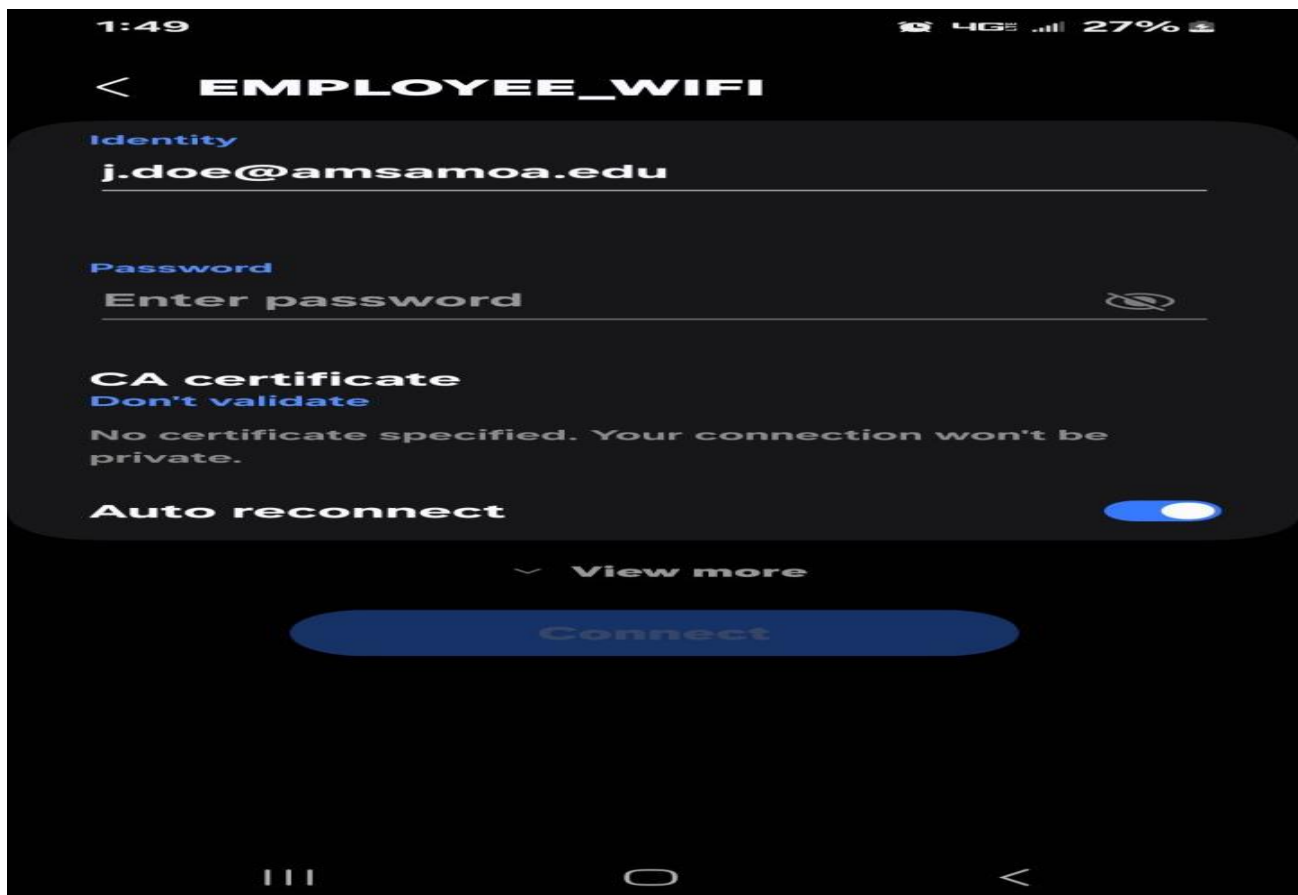 1:49 4G 27%
EMPLOYEE_WIFI
Identity
j.doe@amsamoa.edu
Password
Enter password
CA certificate
Don't validate
No certificate specified. Your connection won't be
private.
Auto reconnect
View more
Connect